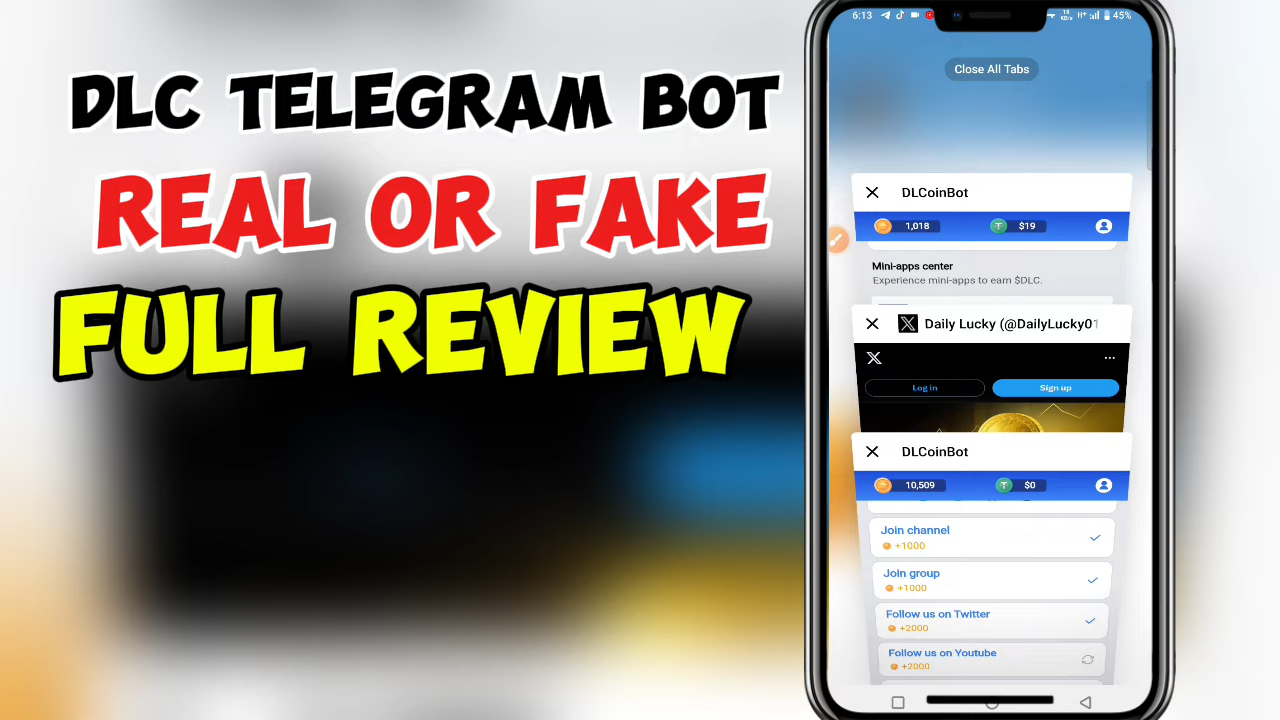 DLC TELEGRAM BOT
REAL OR FAKE
FULL REVIEW
6:13
18 KB/s H+ 45%
Close All Tabs
DLCoinBot
1,018 $19
Mini-apps center
Experience mini-apps to earn $DLC.
Daily Lucky (@DailyLucky01
Log in Sign up
DLCoinBot
10,509 $0
Join channel
+1000
Join group
+1000
Follow us on Twitter
+2000
Follow us on Youtube
+2000